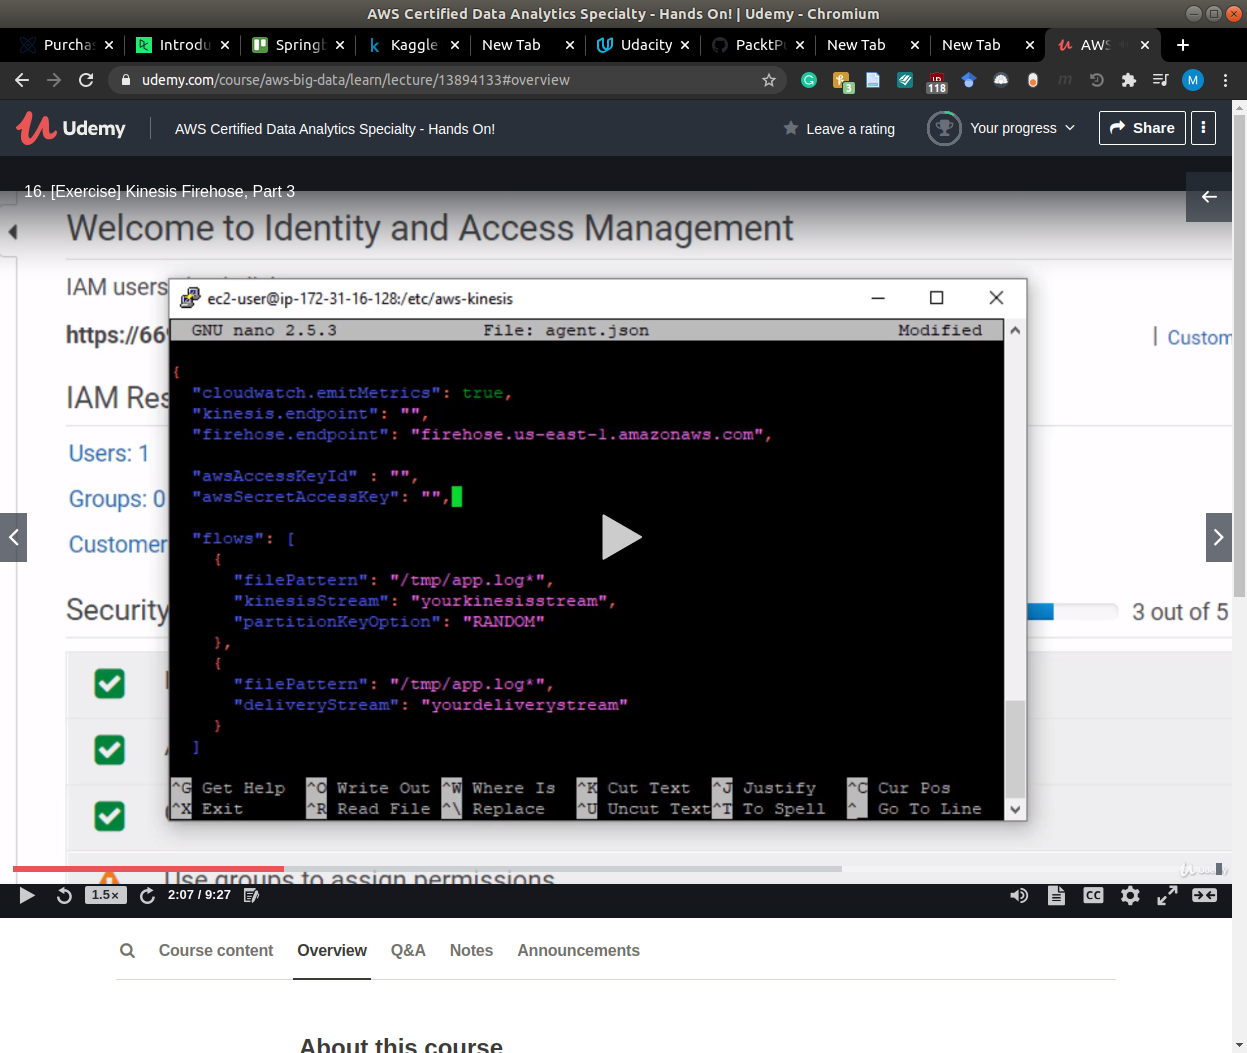 AWS Certified Data Analytics Specialty - Hands On! | Udemy - Chromium
Purchas
Introdu
Springb
Kaggle
New Tab
Udacity
PacktPu
New Tab
New Tab
AWS
udemy.com/course/aws-big-data/learn/lecture/13894133#overview
3
118
M
Udemy
AWS Certified Data Analytics Specialty - Hands On!
Leave a rating
Your progress
Share
16. [Exercise] Kinesis Firehose, Part 3
Welcome to Identity and Access Management
IAM users
https://66
| Custom
IAM Res
Users: 1
Groups: 0
Customer
Security
3 out of 5
ec2-user@ip-172-31-16-128:/etc/aws-kinesis
GNU nano 2.5.3 File: agent.json Modified
{
"cloudwatch.emitMetrics": true,
"kinesis.endpoint": "",
"firehose.endpoint": "firehose.us-east-1.amazonaws.com",
"awsAccessKeyId" : "",
"awsSecretAccessKey": "",
"flows": [
{
"filePattern": "/tmp/app.log*",
"kinesisStream": "yourkinesisstream",
"partitionKeyOption": "RANDOM"
},
{
"filePattern": "/tmp/app.log*",
"deliveryStream": "yourdeliverystream"
}
]
^G Get Help ^O Write Out ^W Where Is ^K Cut Text ^J Justify ^C Cur Pos
^X Exit ^R Read File ^\ Replace ^U Uncut Text ^T To Spell ^_ Go To Line
Use groups to assign permissions
1.5×
2:07 / 9:27
CC
Course content
Overview
Q&A
Notes
Announcements
About this course